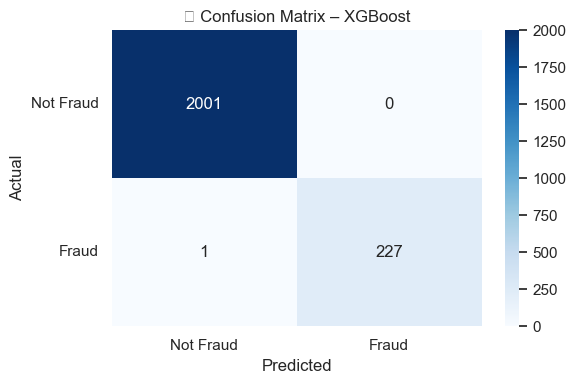 ▯ Confusion Matrix – XGBoost
2000
1750
1500
1250
1000
750
500
250
0
Actual
Not Fraud 2001 0
Fraud 1 227
Not Fraud Fraud
Predicted